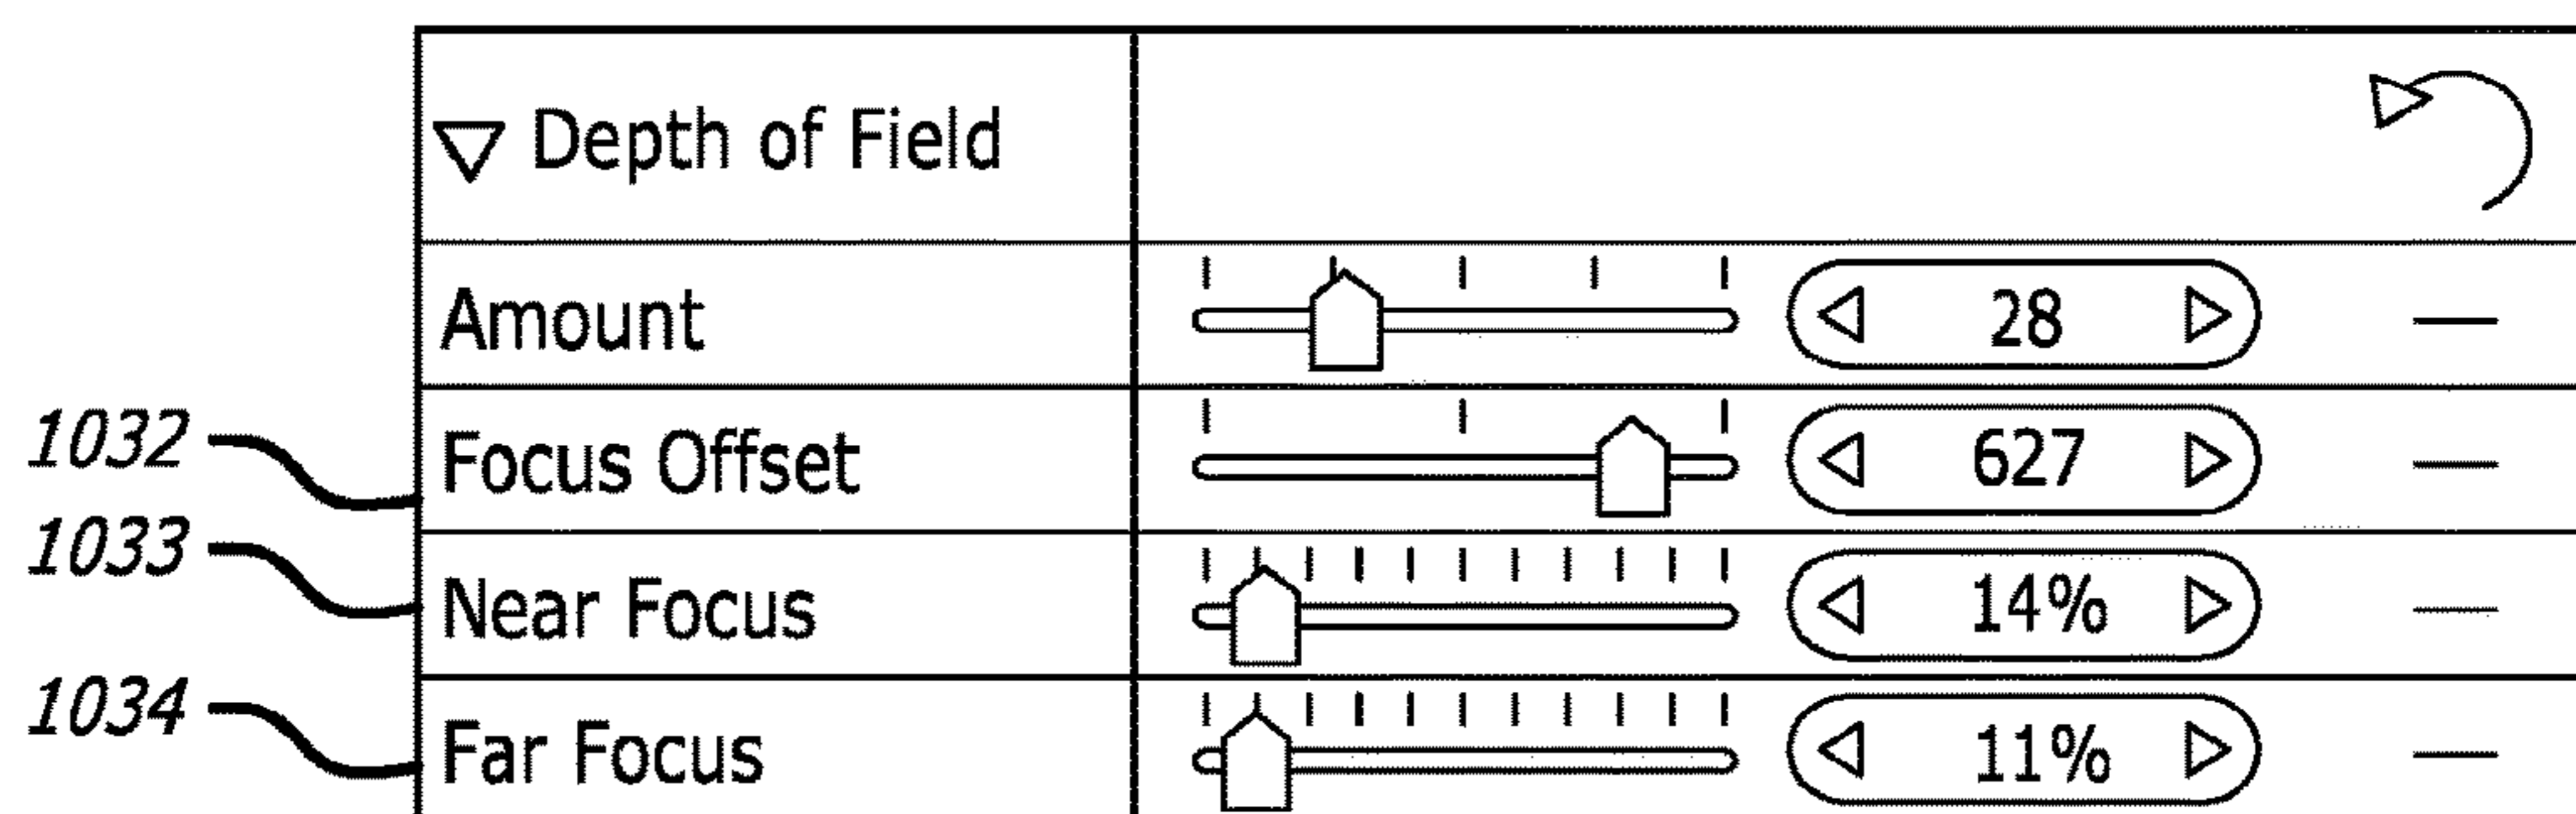 Depth of Field
Amount 28
1032 Focus Offset 627
1033 Near Focus 14%
1034 Far Focus 11%